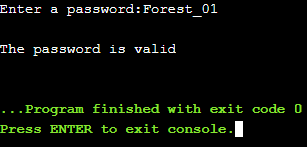 Enter a password:Forest_01
The password is valid
...Program finished with exit code 0
Press ENTER to exit console.